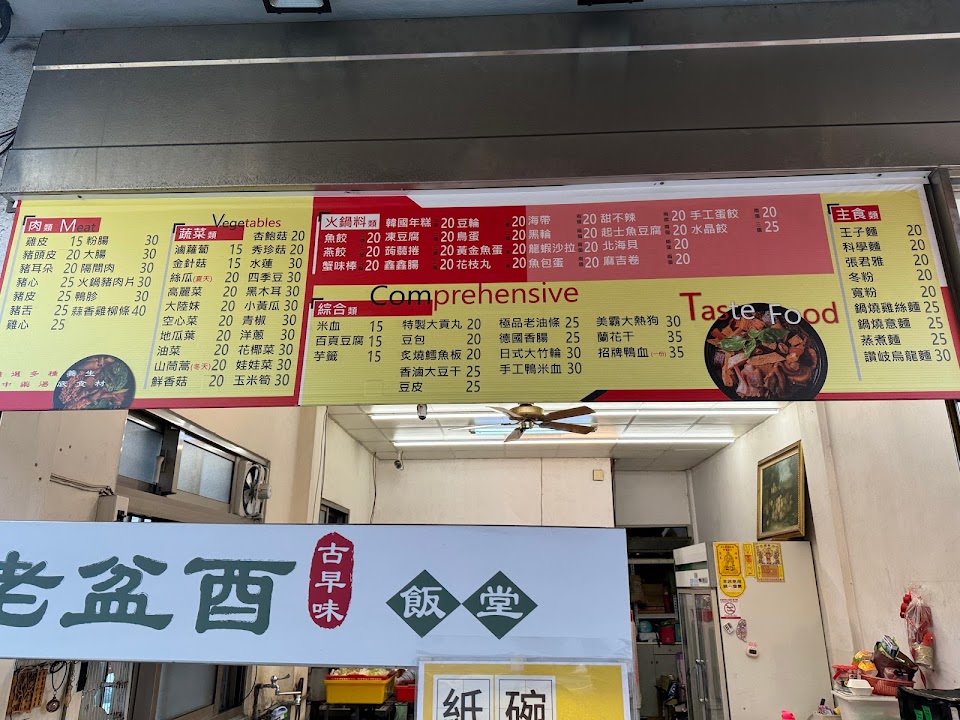 肉類 Meat
雞皮 15 粉腸 30
豬頭皮 20 大腸 30
豬耳朵 20 隔間肉 30
豬心 25 火鍋豬肉片 30
豬皮 25 鴨胗 30
豬舌 25 蒜香雞柳條 40
雞心 25
中藥湯底食材
Vegetables
蔬菜類 杏鮑菇 20
滷蘿蔔 15 秀珍菇 20
金針菇 15 水蓮 30
絲瓜(夏天) 20 四季豆 30
高麗菜 20 黑木耳 30
大陸妹 20 小黃瓜 30
空心菜 20 青椒 30
地瓜葉 20 洋蔥 30
油菜 20 花椰菜 30
山茼蒿(冬天) 20 娃娃菜 30
鮮香菇 20 玉米筍 30
火鍋料類 韓國年糕 20 豆輪 20 海帶 20 甜不辣 20 手工蛋餃 20
魚餃 20 凍豆腐 20 鳥蛋 20 黑輪 20 起士魚豆腐 20 水晶餃 25
燕餃 20 蒟蒻捲 20 黃金魚蛋 20 龍蝦沙拉 20 北海貝 20
蟹味棒 20 鑫鑫腸 20 花枝丸 20 魚包蛋 20 麻吉卷 20
Comprehensive
綜合類
米血 15 特製大貢丸 20 極品老油條 25 美霸大熱狗 30
百頁豆腐 15 豆包 20 德國香腸 25 蘭花干 35
芋籤 15 炙燒鱈魚板 20 日式大竹輪 30 招牌鴨血(一份) 35
香滷大豆干 25 手工鴨米血 30
豆皮 25
Taste Food
主食類
王子麵 20
科學麵 20
張君雅 20
冬粉 20
寬粉 20
鍋燒雞絲麵 25
鍋燒意麵 25
蒸煮麵 25
讚岐烏龍麵 30
老盆酉 古早味 飯堂
紙碗